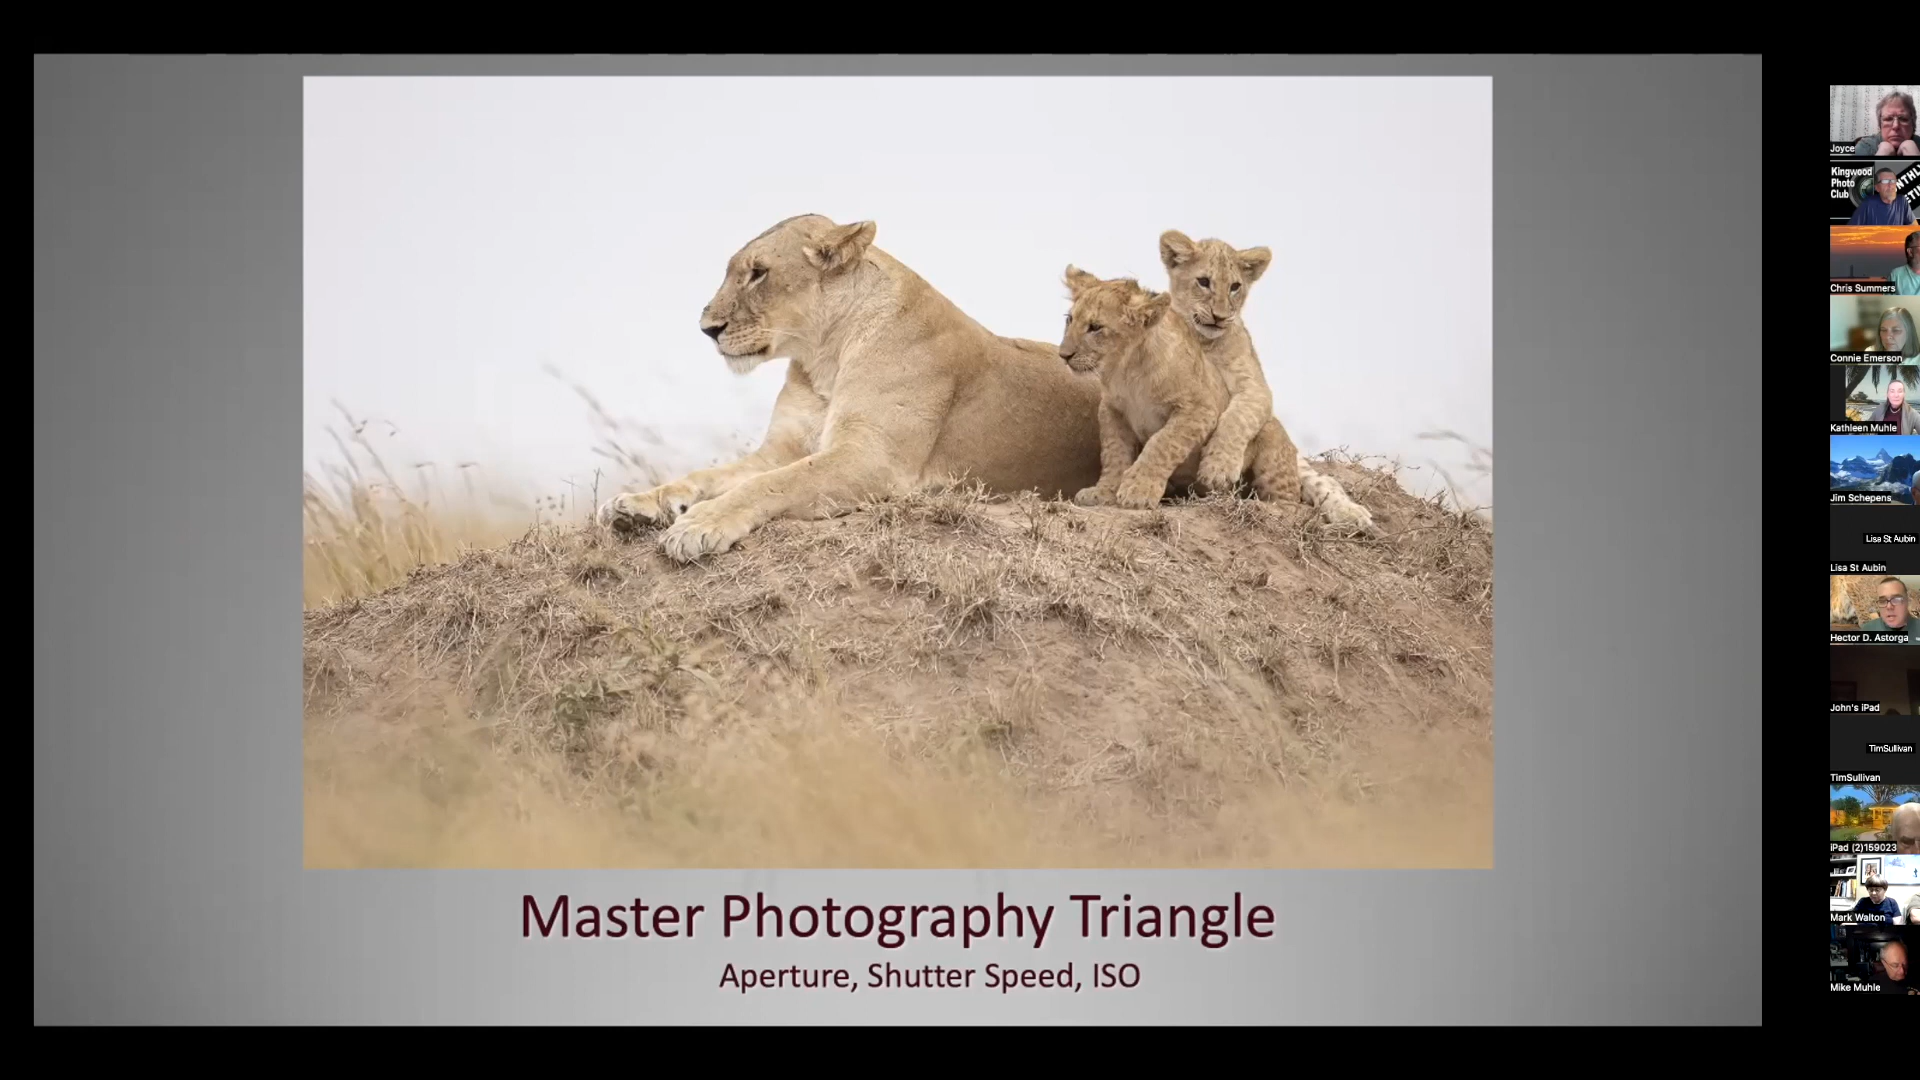 Master Photography Triangle
Aperture, Shutter Speed, ISO
Joyce
Kingwood
Photo
Club
Chris Summers
Connie Emerson
Kathleen Muhle
Jim Schepens
Lisa St Aubin
Lisa St Aubin
Hector D. Astorga
John's iPad
TimSullivan
TimSullivan
iPad (2)159023
Mark Walton
Mike Muhle